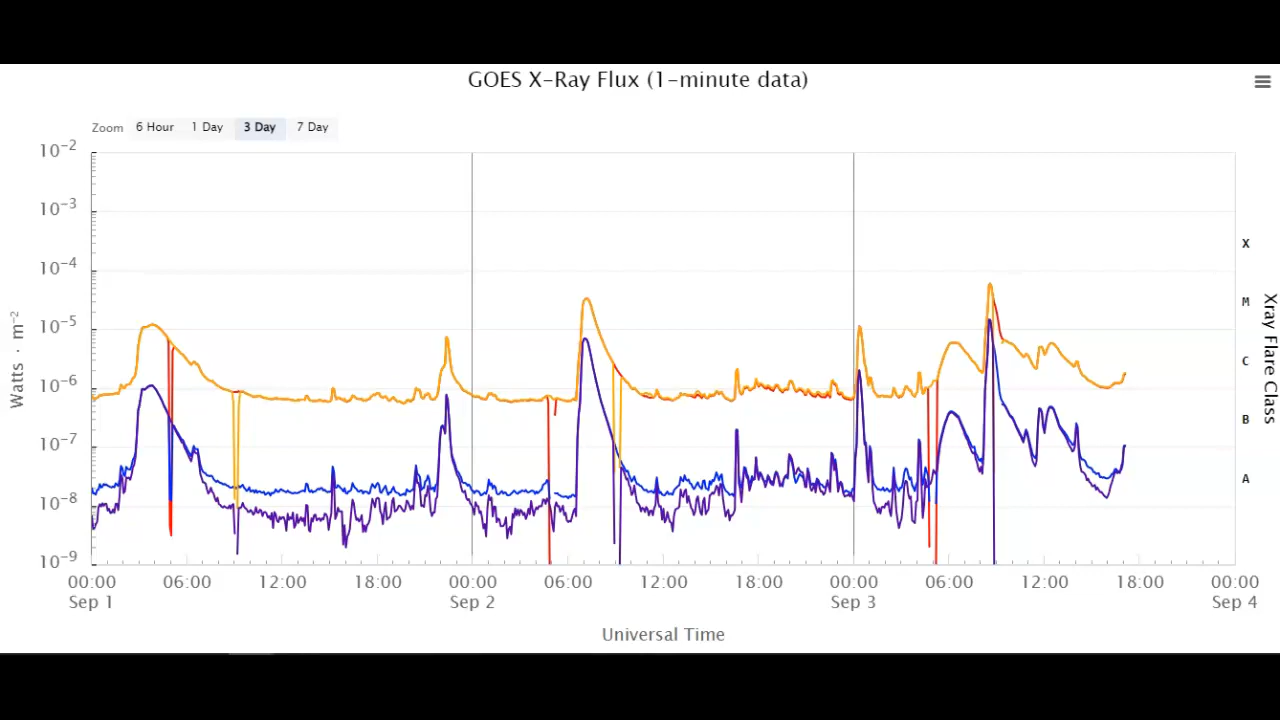 GOES X-Ray Flux (1-minute data)
Zoom 6 Hour 1 Day 3 Day 7 Day
10⁻²
10⁻³
10⁻⁴
10⁻⁵
10⁻⁶
10⁻⁷
10⁻⁸
10⁻⁹
Watts · m⁻²
X
M
C
B
A
Xray Flare Class
00:00 06:00 12:00 18:00 00:00 06:00 12:00 18:00 00:00 06:00 12:00 18:00 00:00
Sep 1 Sep 2 Sep 3 Sep 4
Universal Time